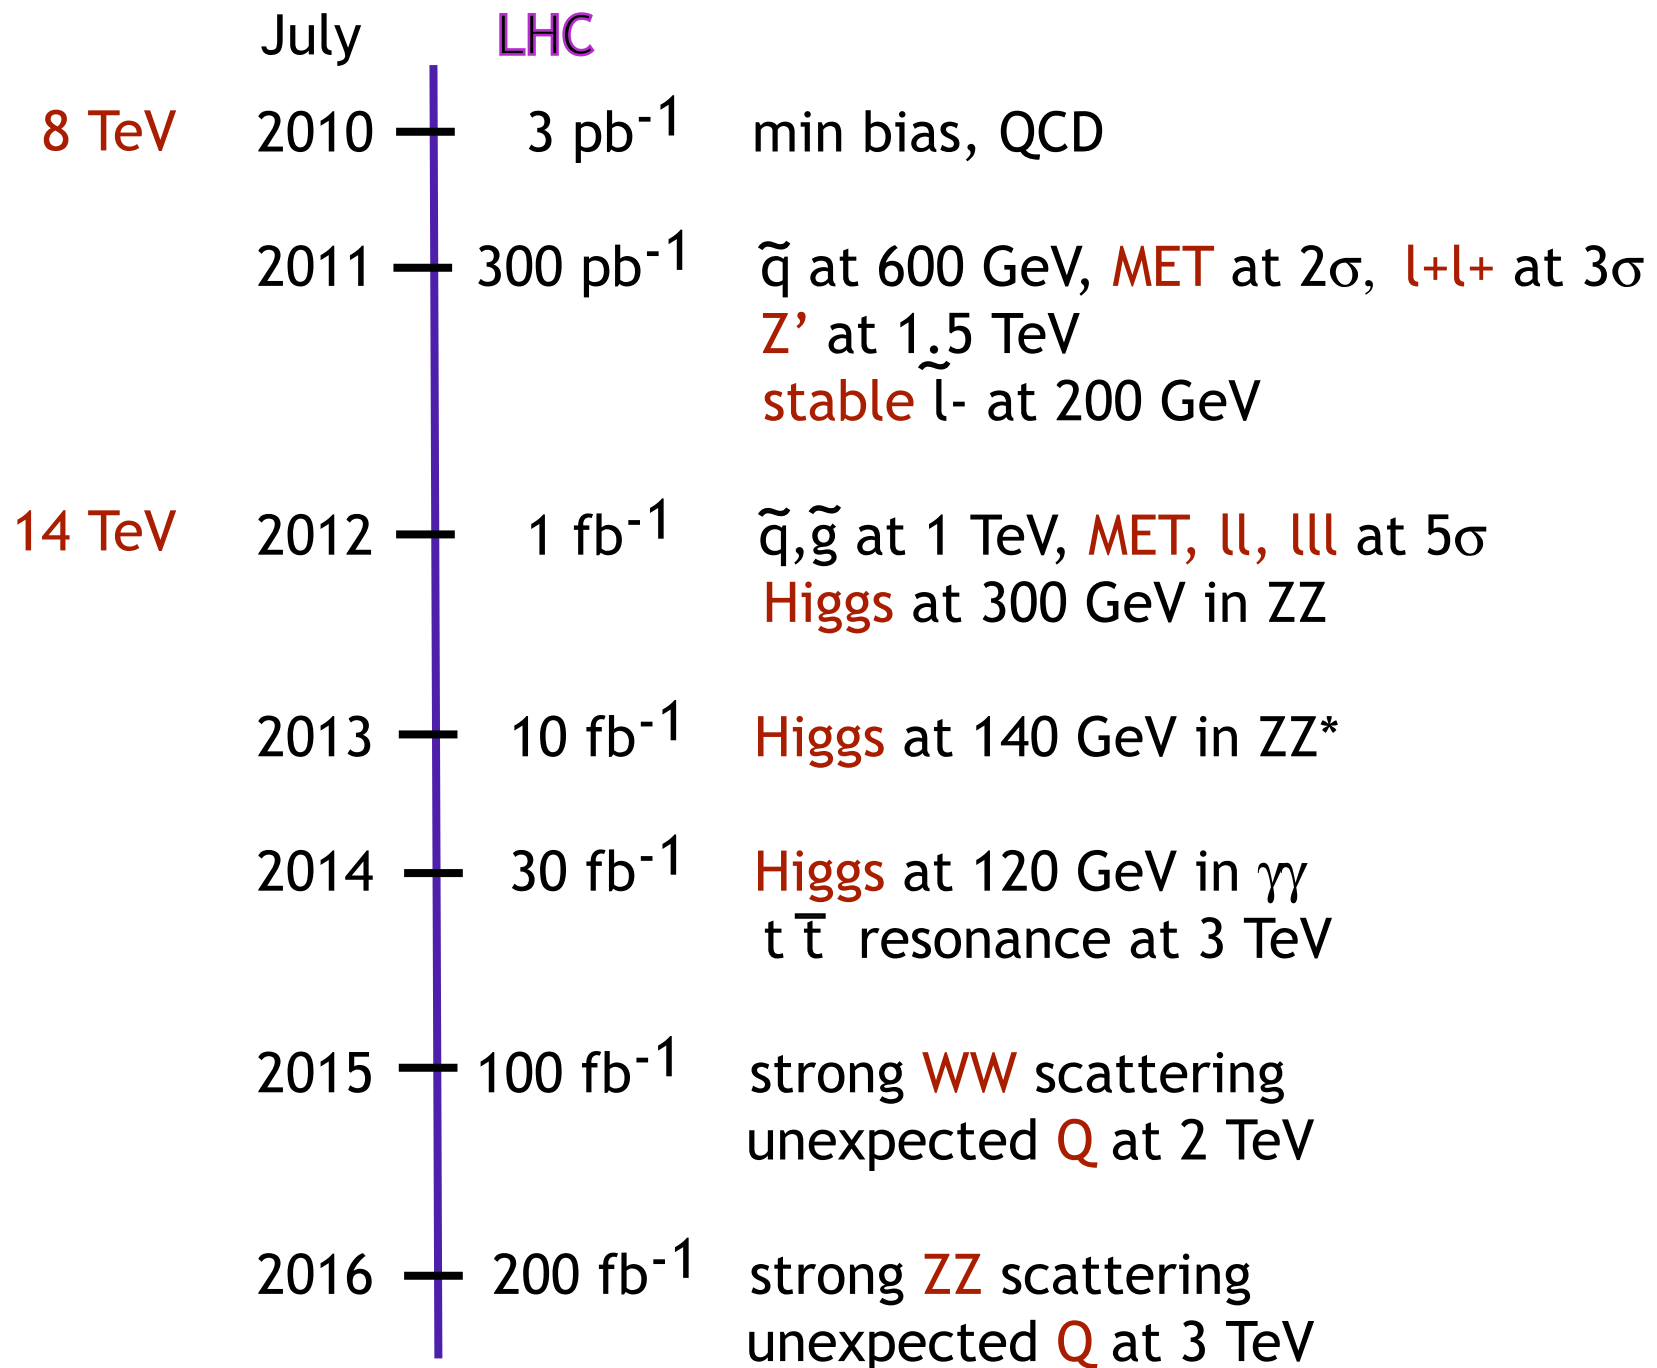 July LHC
8 TeV 2010 3 pb⁻¹ min bias, QCD
2011 300 pb⁻¹ q̃ at 600 GeV, MET at 2σ, l+l+ at 3σ
Z’ at 1.5 TeV
stable l̃- at 200 GeV
14 TeV 2012 1 fb⁻¹ q̃,g̃ at 1 TeV, MET, ll, lll at 5σ
Higgs at 300 GeV in ZZ
2013 10 fb⁻¹ Higgs at 140 GeV in ZZ*
2014 30 fb⁻¹ Higgs at 120 GeV in γγ
t t̅ resonance at 3 TeV
2015 100 fb⁻¹ strong WW scattering
unexpected Q at 2 TeV
2016 200 fb⁻¹ strong ZZ scattering
unexpected Q at 3 TeV